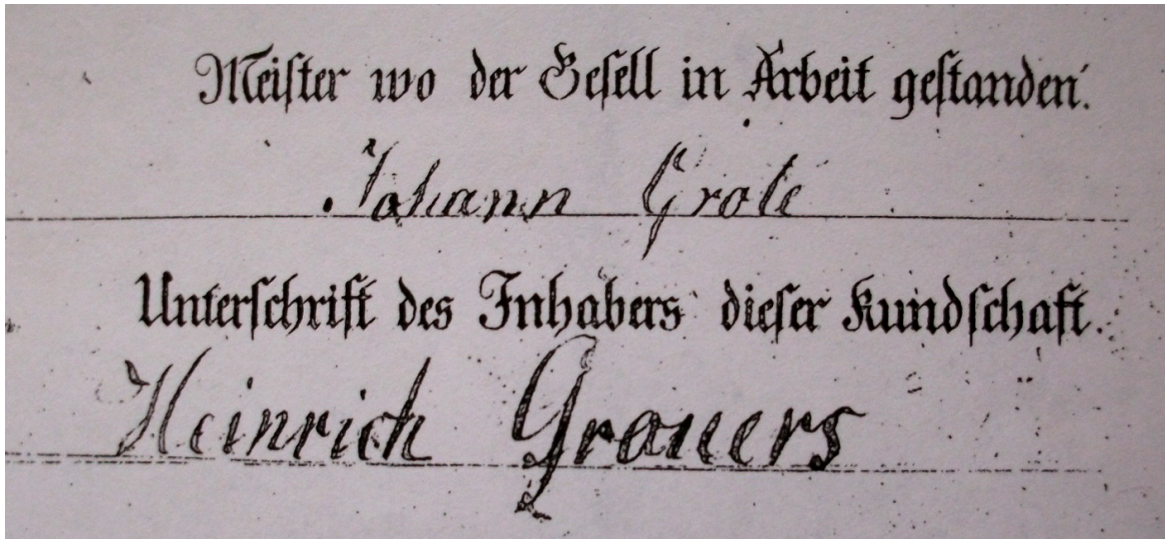 Meister wo der Gesell in Arbeit gestanden.
Johann Grote
Unterschrift des Inhabers dieser Kundschaft.
Heinrich Grauers